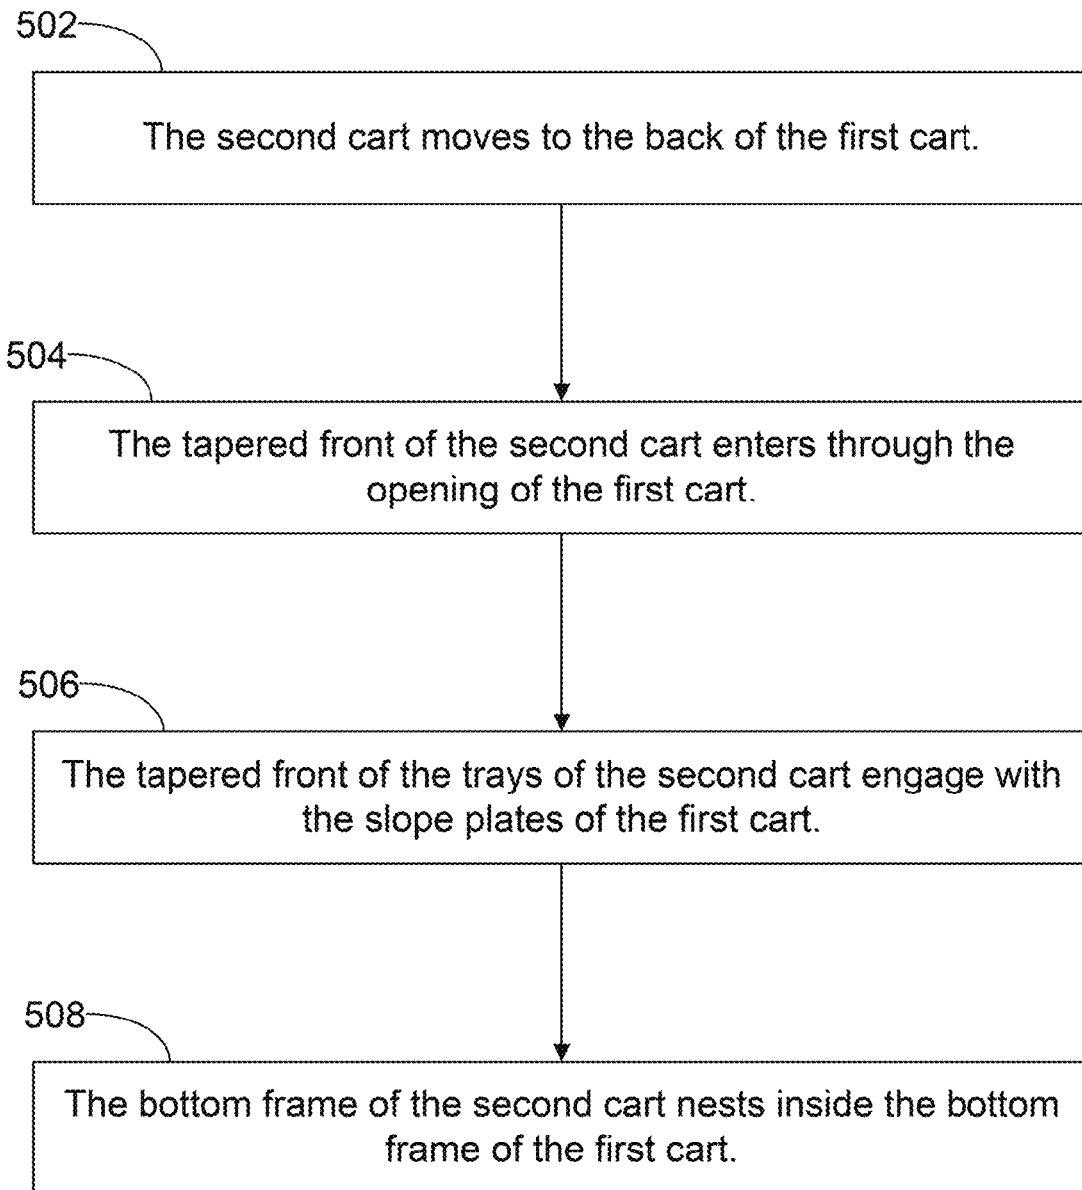 502
The second cart moves to the back of the first cart.
504
The tapered front of the second cart enters through the
opening of the first cart.
506
The tapered front of the trays of the second cart engage with
the slope plates of the first cart.
508
The bottom frame of the second cart nests inside the bottom
frame of the first cart.